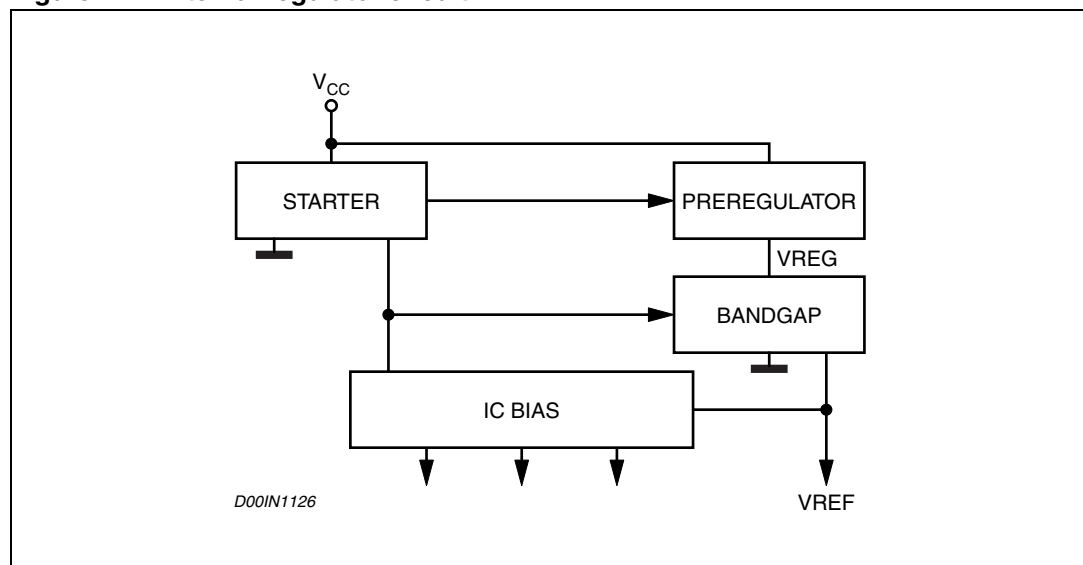 V_CC
STARTER
PREREGULATOR
VREG
BANDGAP
IC BIAS
D00IN1126
VREF